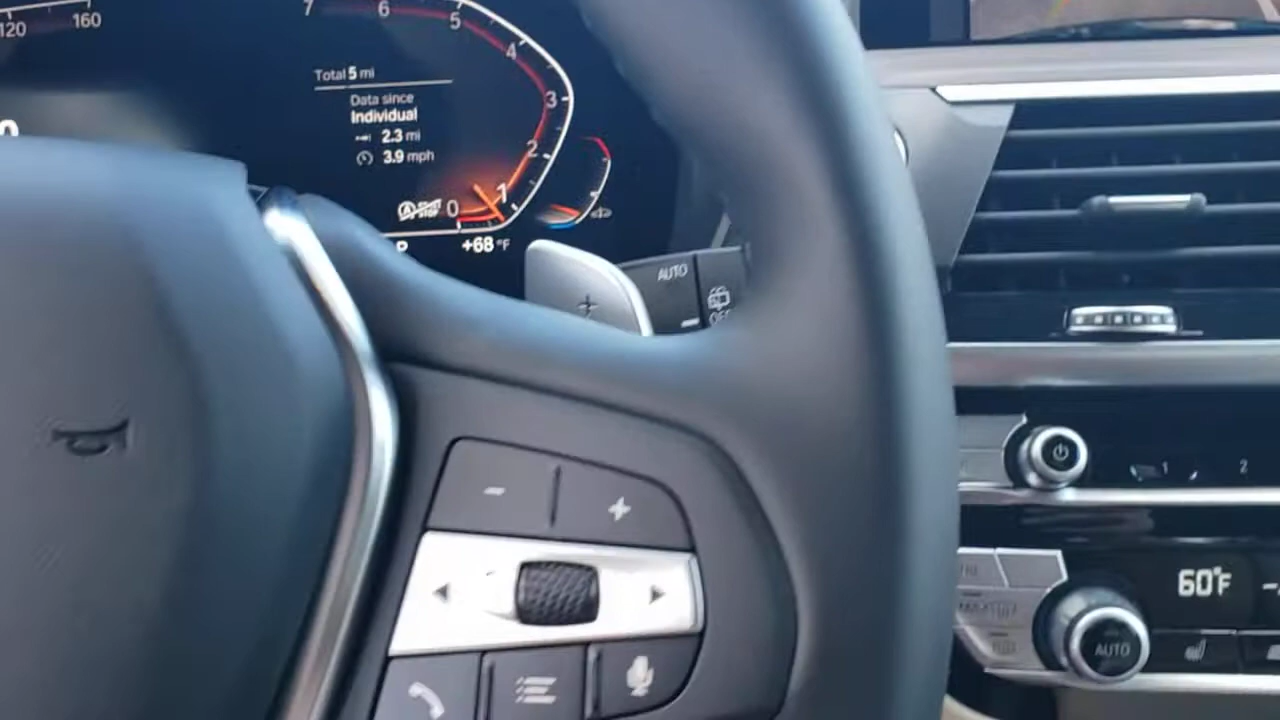 120 160
7 6 5 4 3 2 1 0
Total 5 mi
Data since
Individual
2.3 mi
3.9 mph
+68 °F
AUTO
+
-
- +
1 2
60°F
AUTO